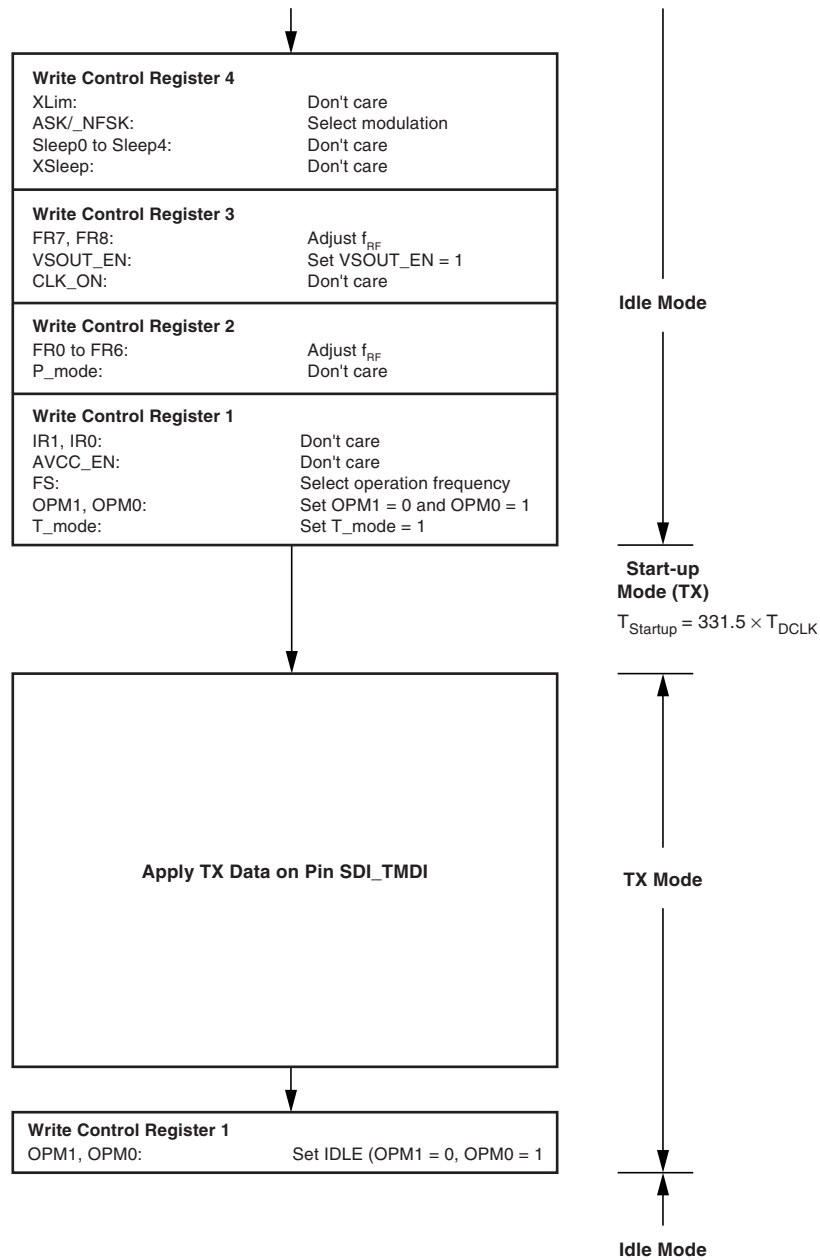 Write Control Register 4
XLim: Don't care
ASK/_NFSK: Select modulation
Sleep0 to Sleep4: Don't care
XSleep: Don't care
Write Control Register 3
FR7, FR8: Adjust fRF
VSOUT_EN: Set VSOUT_EN = 1
CLK_ON: Don't care
Idle Mode
Write Control Register 2
FR0 to FR6: Adjust fRF
P_mode: Don't care
Write Control Register 1
IR1, IR0: Don't care
AVCC_EN: Don't care
FS: Select operation frequency
OPM1, OPM0: Set OPM1 = 0 and OPM0 = 1
T_mode: Set T_mode = 1
Start-up
Mode (TX)
TStartup = 331.5 × TDCLK
Apply TX Data on Pin SDI_TMDI
TX Mode
Write Control Register 1
OPM1, OPM0: Set IDLE (OPM1 = 0, OPM0 = 1
Idle Mode